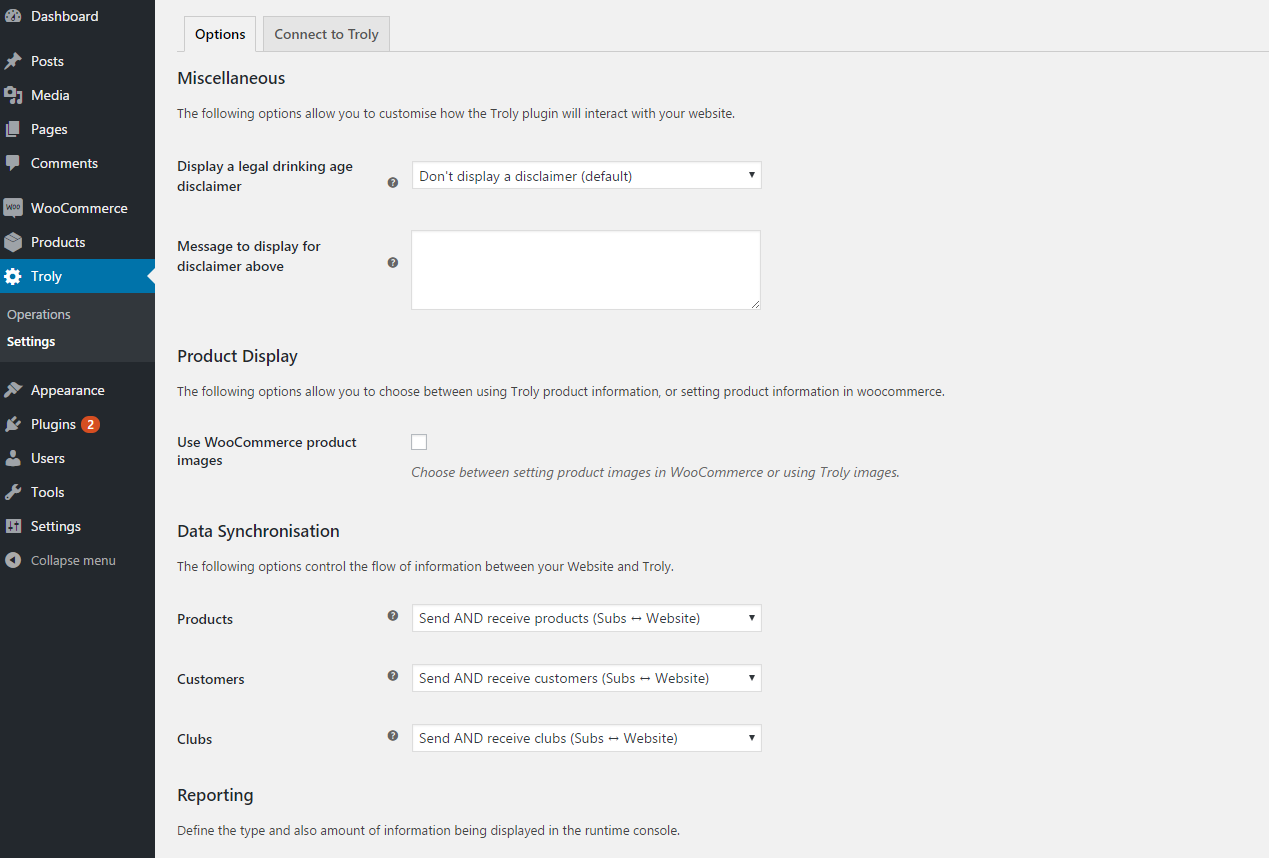 Dashboard
Posts
Media
Pages
Comments
WOO
WooCommerce
Products
Troly
Operations
Settings
Appearance
Plugins 2
Users
Tools
Settings
Collapse menu
Options
Connect to Troly
Miscellaneous
The following options allow you to customise how the Troly plugin will interact with your website.
Display a legal drinking age
disclaimer
?
Don't display a disclaimer (default)
Message to display for
disclaimer above
?
Product Display
The following options allow you to choose between using Troly product information, or setting product information in woocommerce.
Use WooCommerce product
images
Choose between setting product images in WooCommerce or using Troly images.
Data Synchronisation
The following options control the flow of information between your Website and Troly.
Products
?
Send AND receive products (Subs ↔ Website)
Customers
?
Send AND receive customers (Subs ↔ Website)
Clubs
?
Send AND receive clubs (Subs ↔ Website)
Reporting
Define the type and also amount of information being displayed in the runtime console.